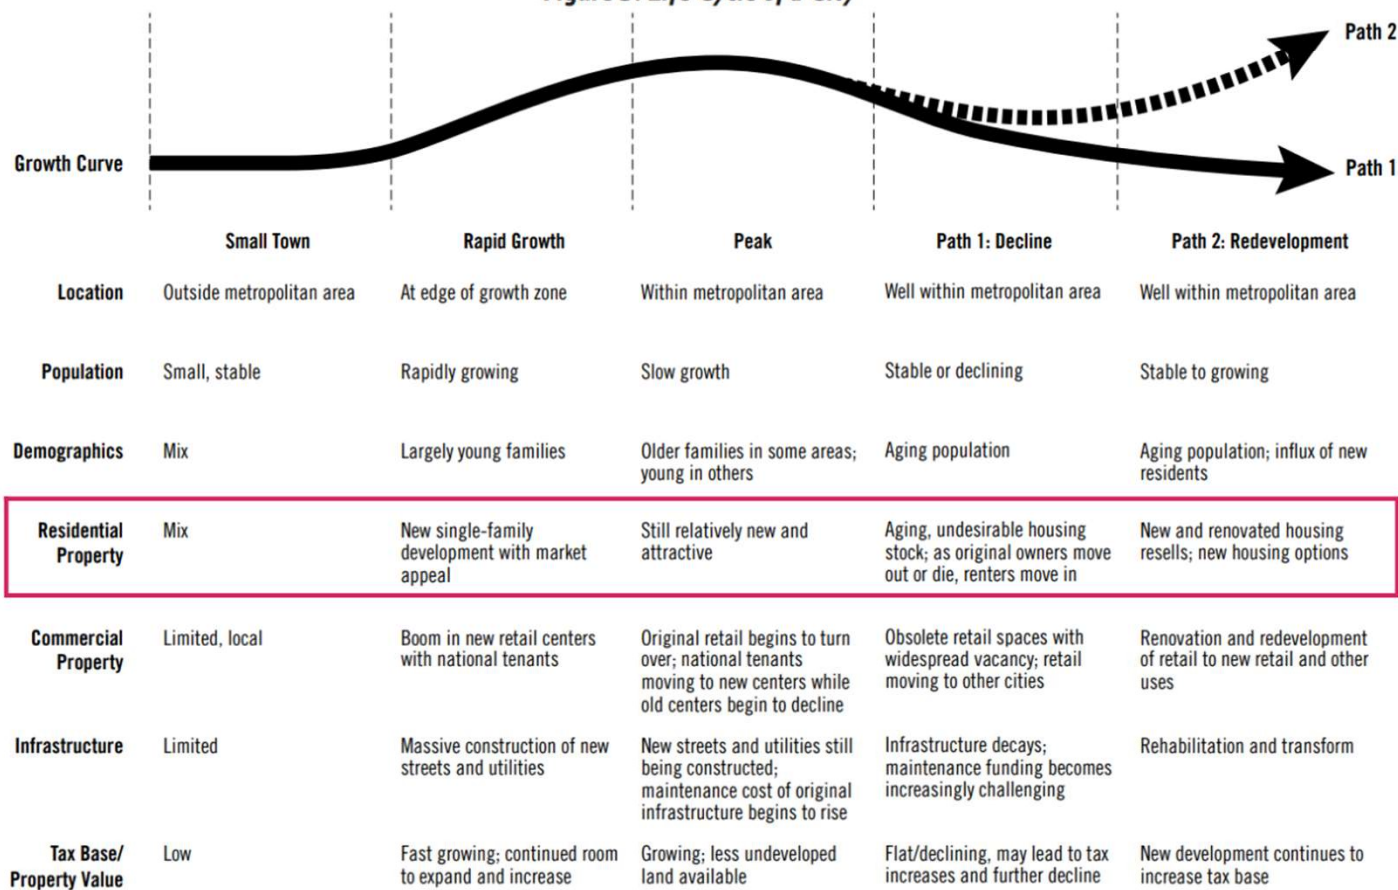 Path 2
Growth Curve
Path 1
Small Town
Rapid Growth
Peak
Path 1: Decline
Path 2: Redevelopment
Location
Outside metropolitan area
At edge of growth zone
Within metropolitan area
Well within metropolitan area
Well within metropolitan area
Population
Small, stable
Rapidly growing
Slow growth
Stable or declining
Stable to growing
Demographics
Mix
Largely young families
Older families in some areas;
young in others
Aging population
Aging population; influx of new
residents
Residential
Property
Mix
New single-family
development with market
appeal
Still relatively new and
attractive
Aging, undesirable housing
stock; as original owners move
out or die, renters move in
New and renovated housing
resells; new housing options
Commercial
Property
Limited, local
Boom in new retail centers
with national tenants
Original retail begins to turn
over; national tenants
moving to new centers while
old centers begin to decline
Obsolete retail spaces with
widespread vacancy; retail
moving to other cities
Renovation and redevelopment
of retail to new retail and other
uses
Infrastructure
Limited
Massive construction of new
streets and utilities
New streets and utilities still
being constructed;
maintenance cost of original
infrastructure begins to rise
Infrastructure decays;
maintenance funding becomes
increasingly challenging
Rehabilitation and transform
Tax Base/
Property Value
Low
Fast growing; continued room
to expand and increase
Growing; less undeveloped
land available
Flat/declining, may lead to tax
increases and further decline
New development continues to
increase tax base